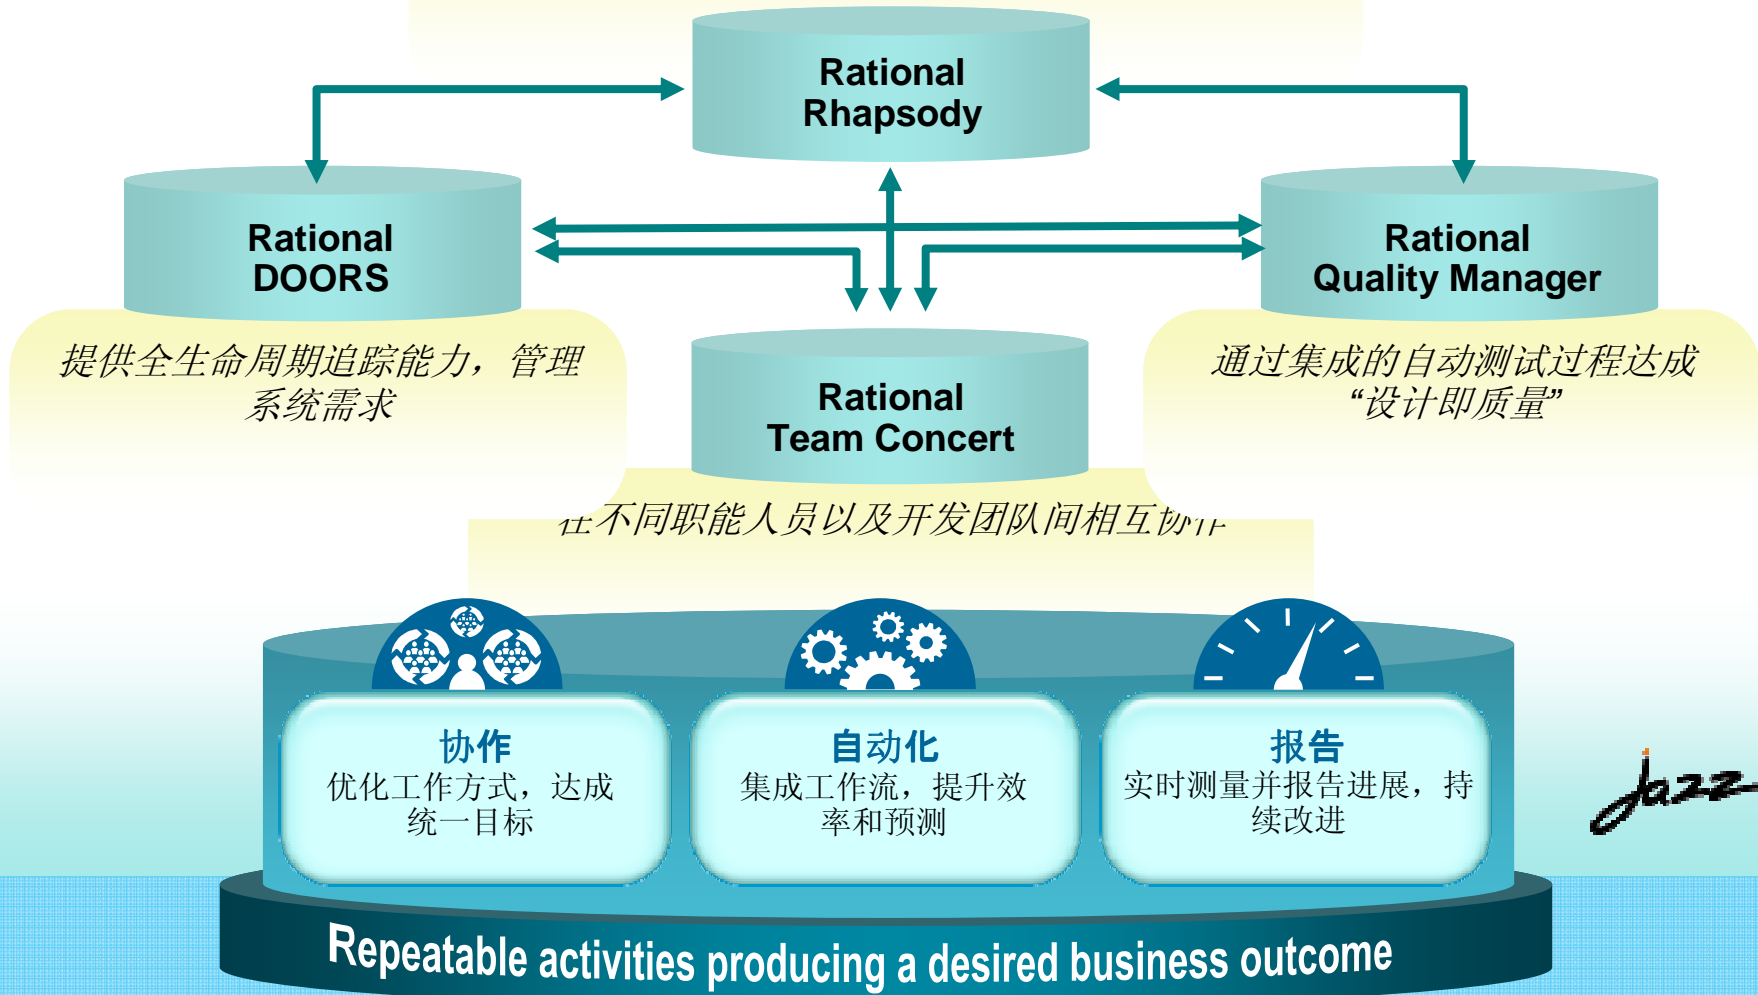 Rational
Rhapsody
Rational
DOORS
Rational
Quality Manager
提供全生命周期追踪能力，管理
系统需求
Rational
Team Concert
通过集成的自动测试过程达成
“设计即质量”
在不同职能人员以及开发团队间相互协作
协作
优化工作方式，达成
统一目标
自动化
集成工作流，提升效
率和预测
报告
实时测量并报告进展，持
续改进
jazz
Repeatable activities producing a desired business outcome